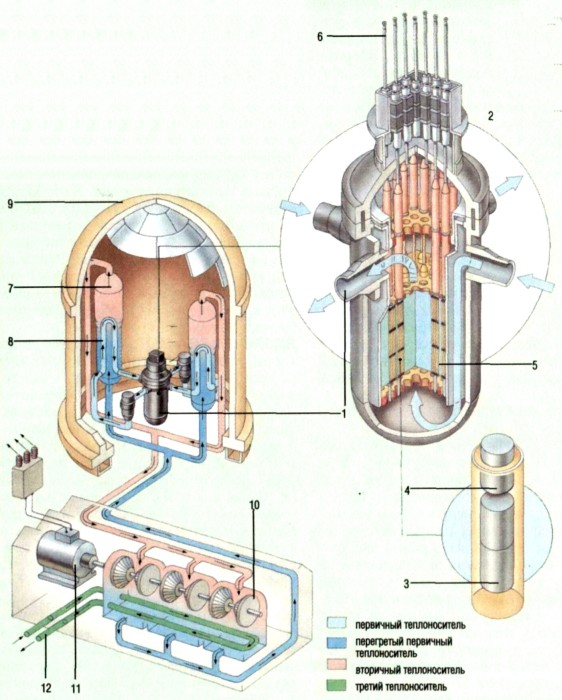 6
2
9
7
8
5
1
4
10
3
12
11
первичный теплоноситель
перегретый первичный
теплоноситель
вторичный теплоноситель
третий теплоноситель